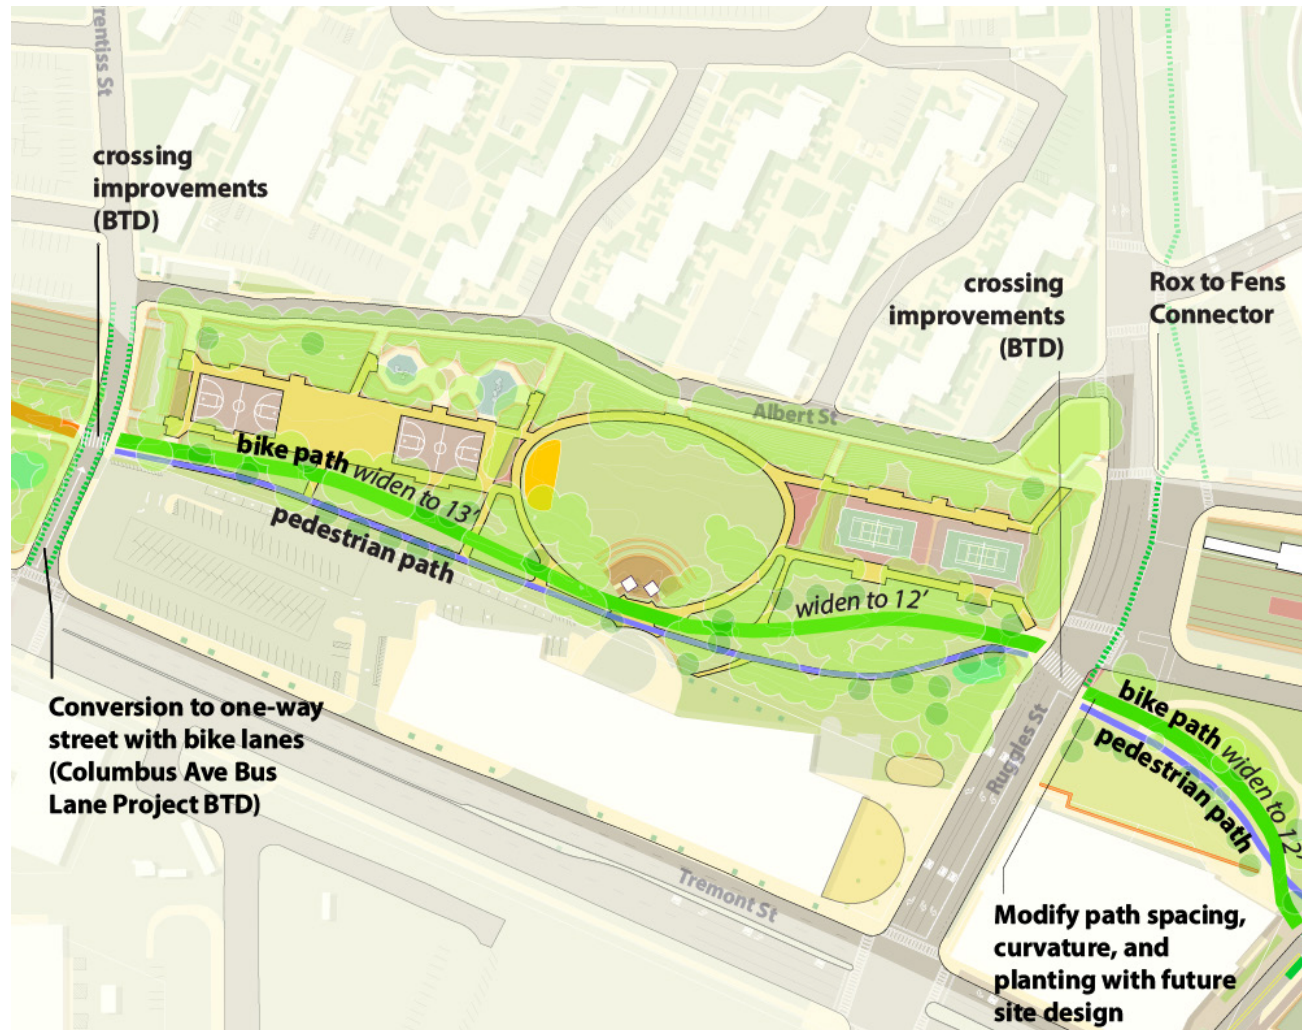 rentiss St
crossing
improvements
(BTD)
crossing
improvements
(BTD)
Rox to Fens
Connector
Albert St
bike path widen to 13’
pedestrian path
widen to 12’
Conversion to one-way
street with bike lanes
(Columbus Ave Bus
Lane Project BTD)
Ruggles St
bike path widen to 12’
pedestrian path
Tremont St
Modify path spacing,
curvature, and
planting with future
site design